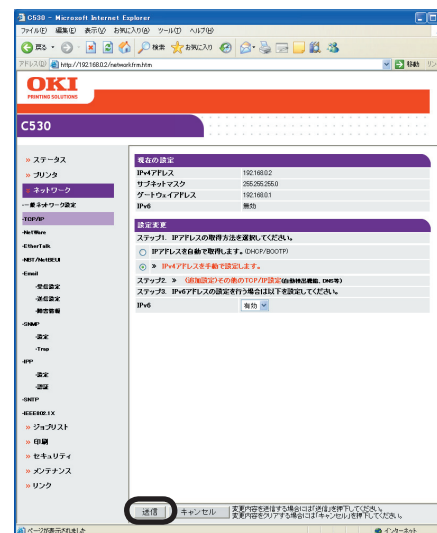 C530 - Microsoft Internet Explorer
ファイル(F) 編集(E) 表示(V) お気に入り(A) ツール(T) ヘルプ(H)
戻る 検索 お気に入り
アドレス(D) http://192.168.0.2/networkfrm.htm 移動
OKI
PRINTING SOLUTIONS
C530
» ステータス
» プリンタ
» ネットワーク
-一般ネットワーク設定
-TCP/IP
-NetWare
-EtherTalk
-NBT/NetBEUI
-Email
-受信設定
-送信設定
-障害情報
-SNMP
-設定
-Trap
-IPP
-設定
-認証
-SNTP
-IEEE802.1X
» ジョブリスト
» 印刷
» セキュリティ
» メンテナンス
» リンク
現在の設定
IPv4アドレス 192.168.0.2
サブネットマスク 255.255.255.0
ゲートウェイアドレス 192.168.0.1
IPv6 無効
設定変更
ステップ1. IPアドレスの取得方法を選択してください。
IPアドレスを自動で取得します。(DHCP/BOOTP)
» IPv4アドレスを手動で設定します。
ステップ2. » (追加設定)その他のTCP/IP設定(自動検出機能、DNS等)
ステップ3. IPv6アドレスの設定を行う場合は以下を設定してください。
IPv6 有効
送信 キャンセル 変更内容を送信する場合には「送信」を押下してください。
変更内容をクリアする場合には「キャンセル」を押下してください。
ページが表示されました インターネット